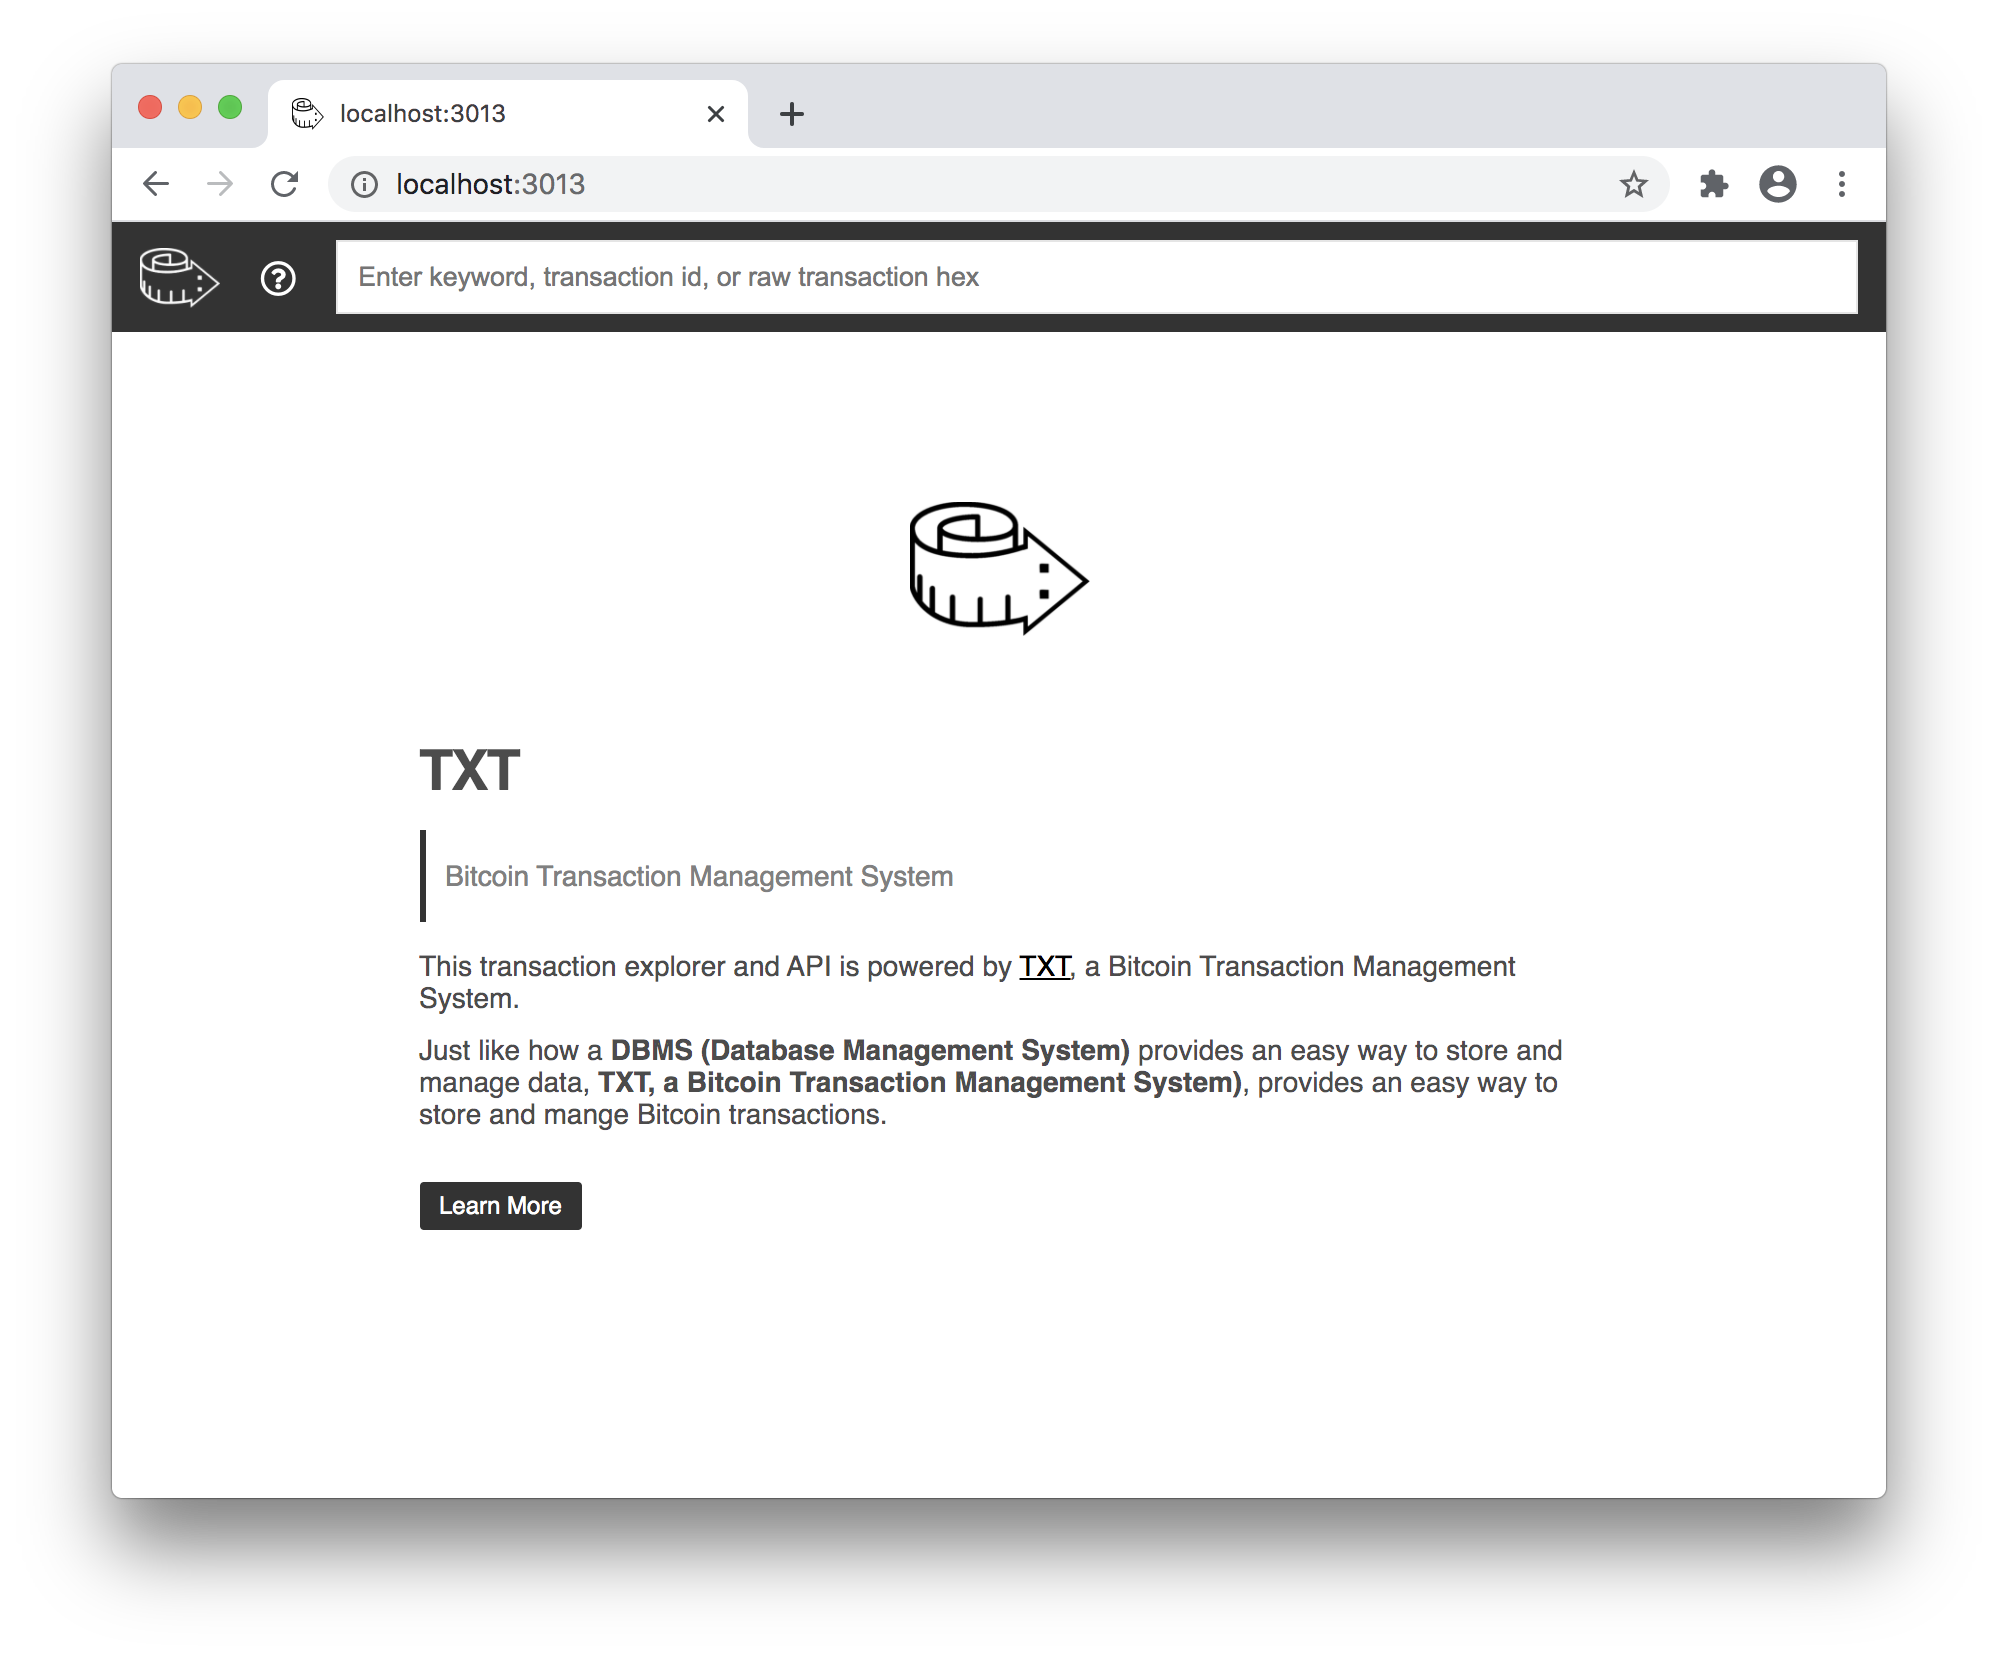 localhost:3013
localhost:3013
Enter keyword, transaction id, or raw transaction hex
TXT
Bitcoin Transaction Management System
This transaction explorer and API is powered by TXT, a Bitcoin Transaction Management
System.
Just like how a DBMS (Database Management System) provides an easy way to store and
manage data, TXT, a Bitcoin Transaction Management System), provides an easy way to
store and mange Bitcoin transactions.
Learn More